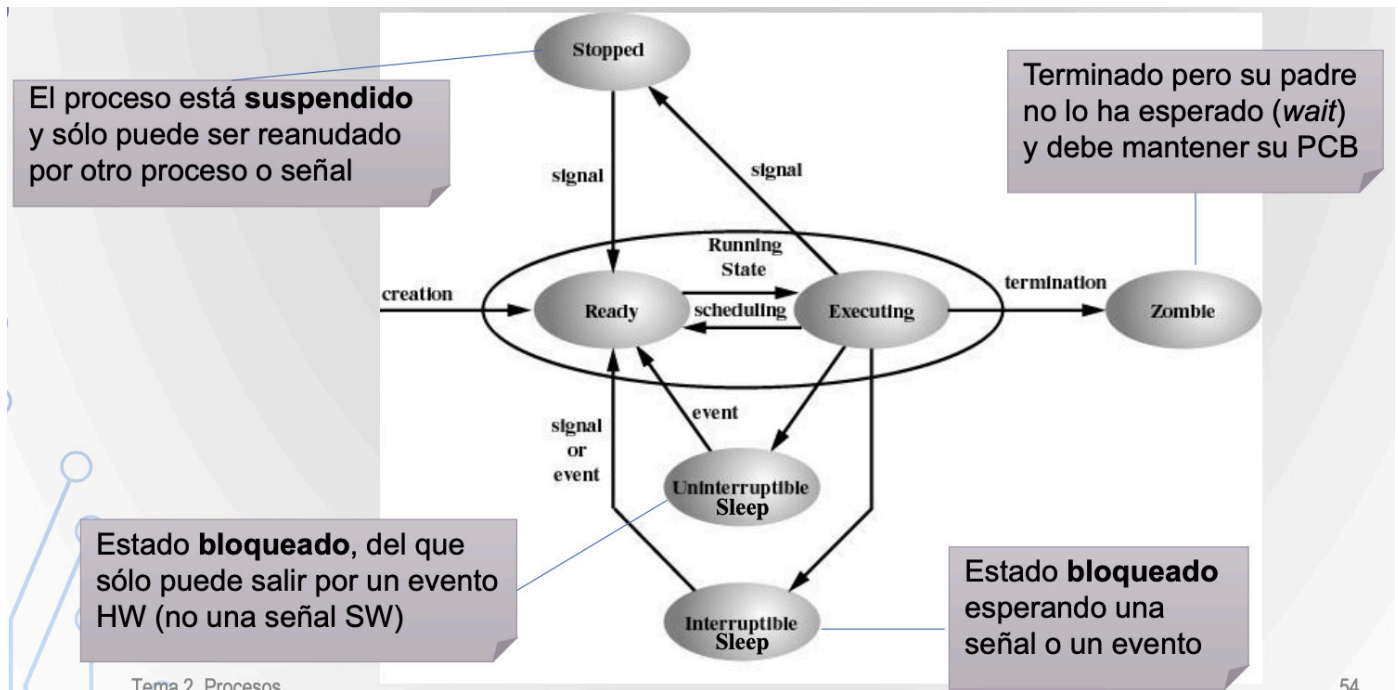 Stopped
El proceso está suspendido
y sólo puede ser reanudado
por otro proceso o señal
Terminado pero su padre
no lo ha esperado (wait)
y debe mantener su PCB
signal
signal
Running
State
creation
Ready
scheduling
Executing
termination
Zombie
signal
or
event
event
Uninterruptible
Sleep
Estado bloqueado, del que
sólo puede salir por un evento
HW (no una señal SW)
Interruptible
Sleep
Estado bloqueado
esperando una
señal o un evento
Tema 2. Procesos
54